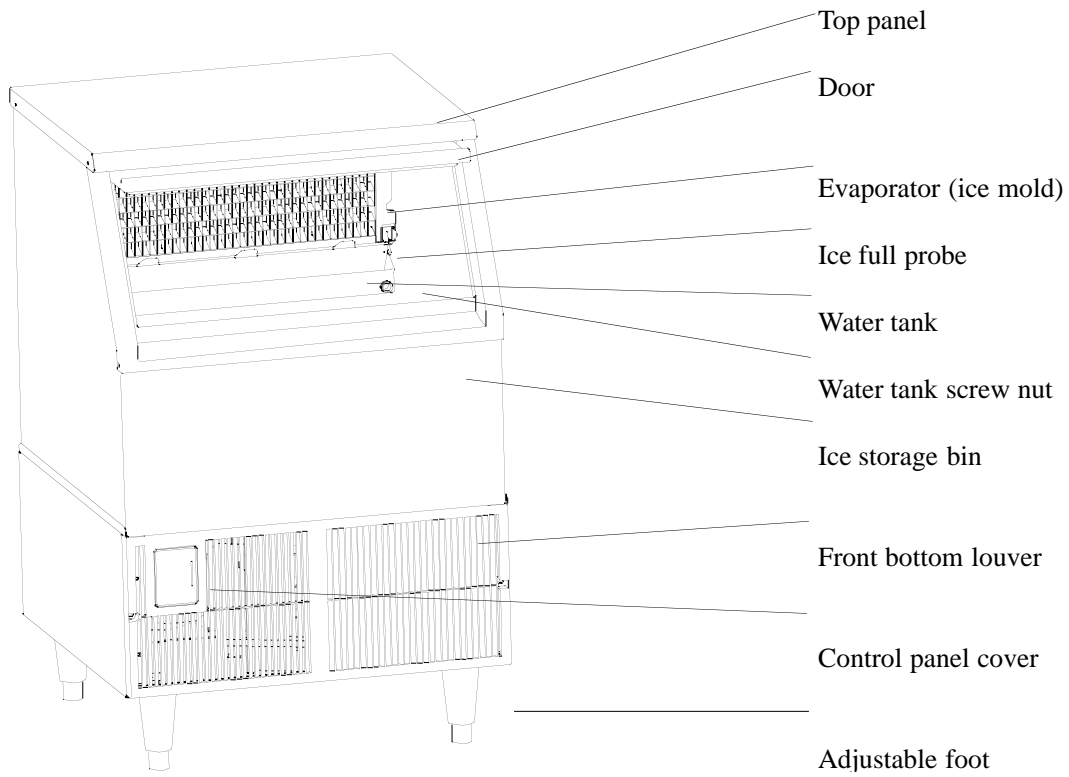 Top panel
Door
Evaporator (ice mold)
Ice full probe
Water tank
Water tank screw nut
Ice storage bin
Front bottom louver
Control panel cover
Adjustable foot